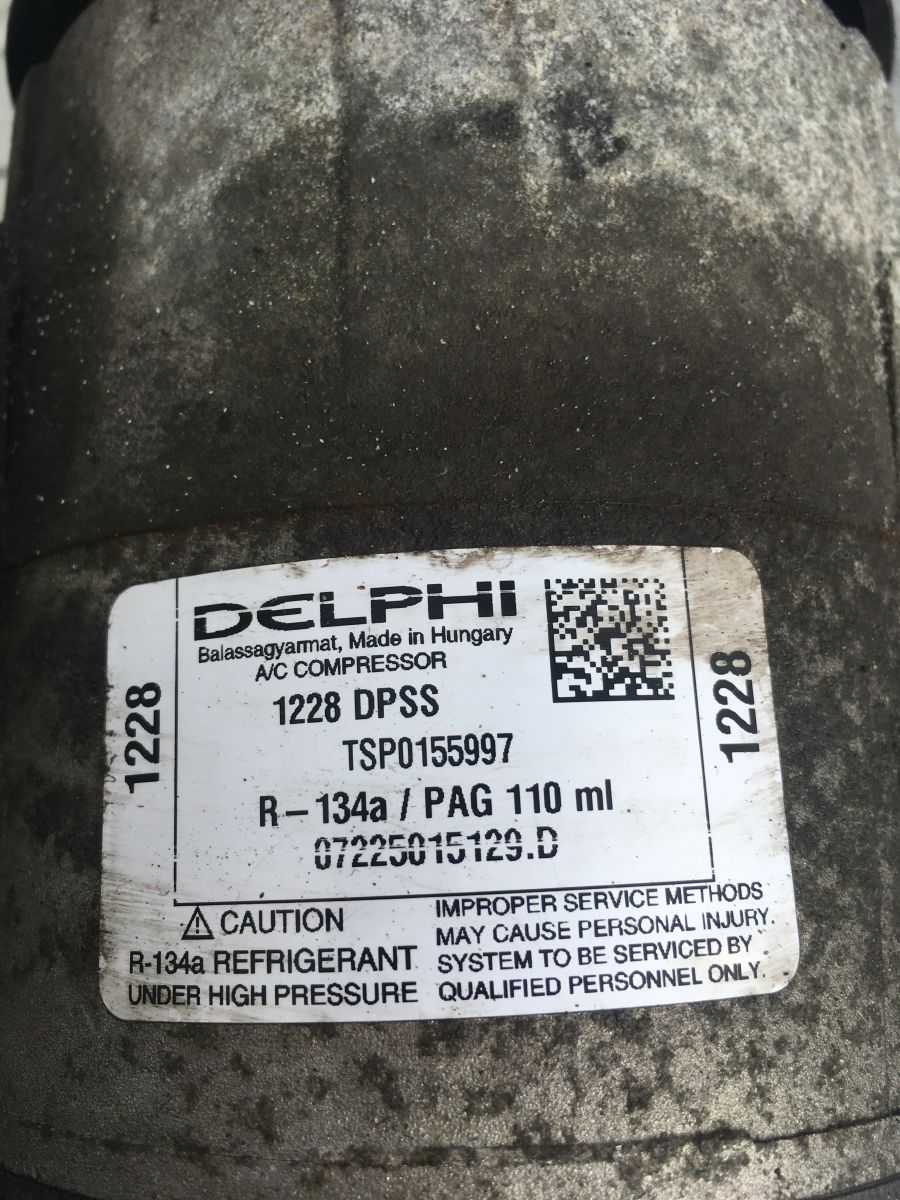 DELPHI
Balassagyarmat, Made in Hungary
A/C COMPRESSOR
1228 DPSS
TSP0155997
R-134a / PAG 110 ml
07225015129.D
1228
1228
⚠ CAUTION
R-134a REFRIGERANT
UNDER HIGH PRESSURE
IMPROPER SERVICE METHODS
MAY CAUSE PERSONAL INJURY.
SYSTEM TO BE SERVICED BY
QUALIFIED PERSONNEL ONLY.